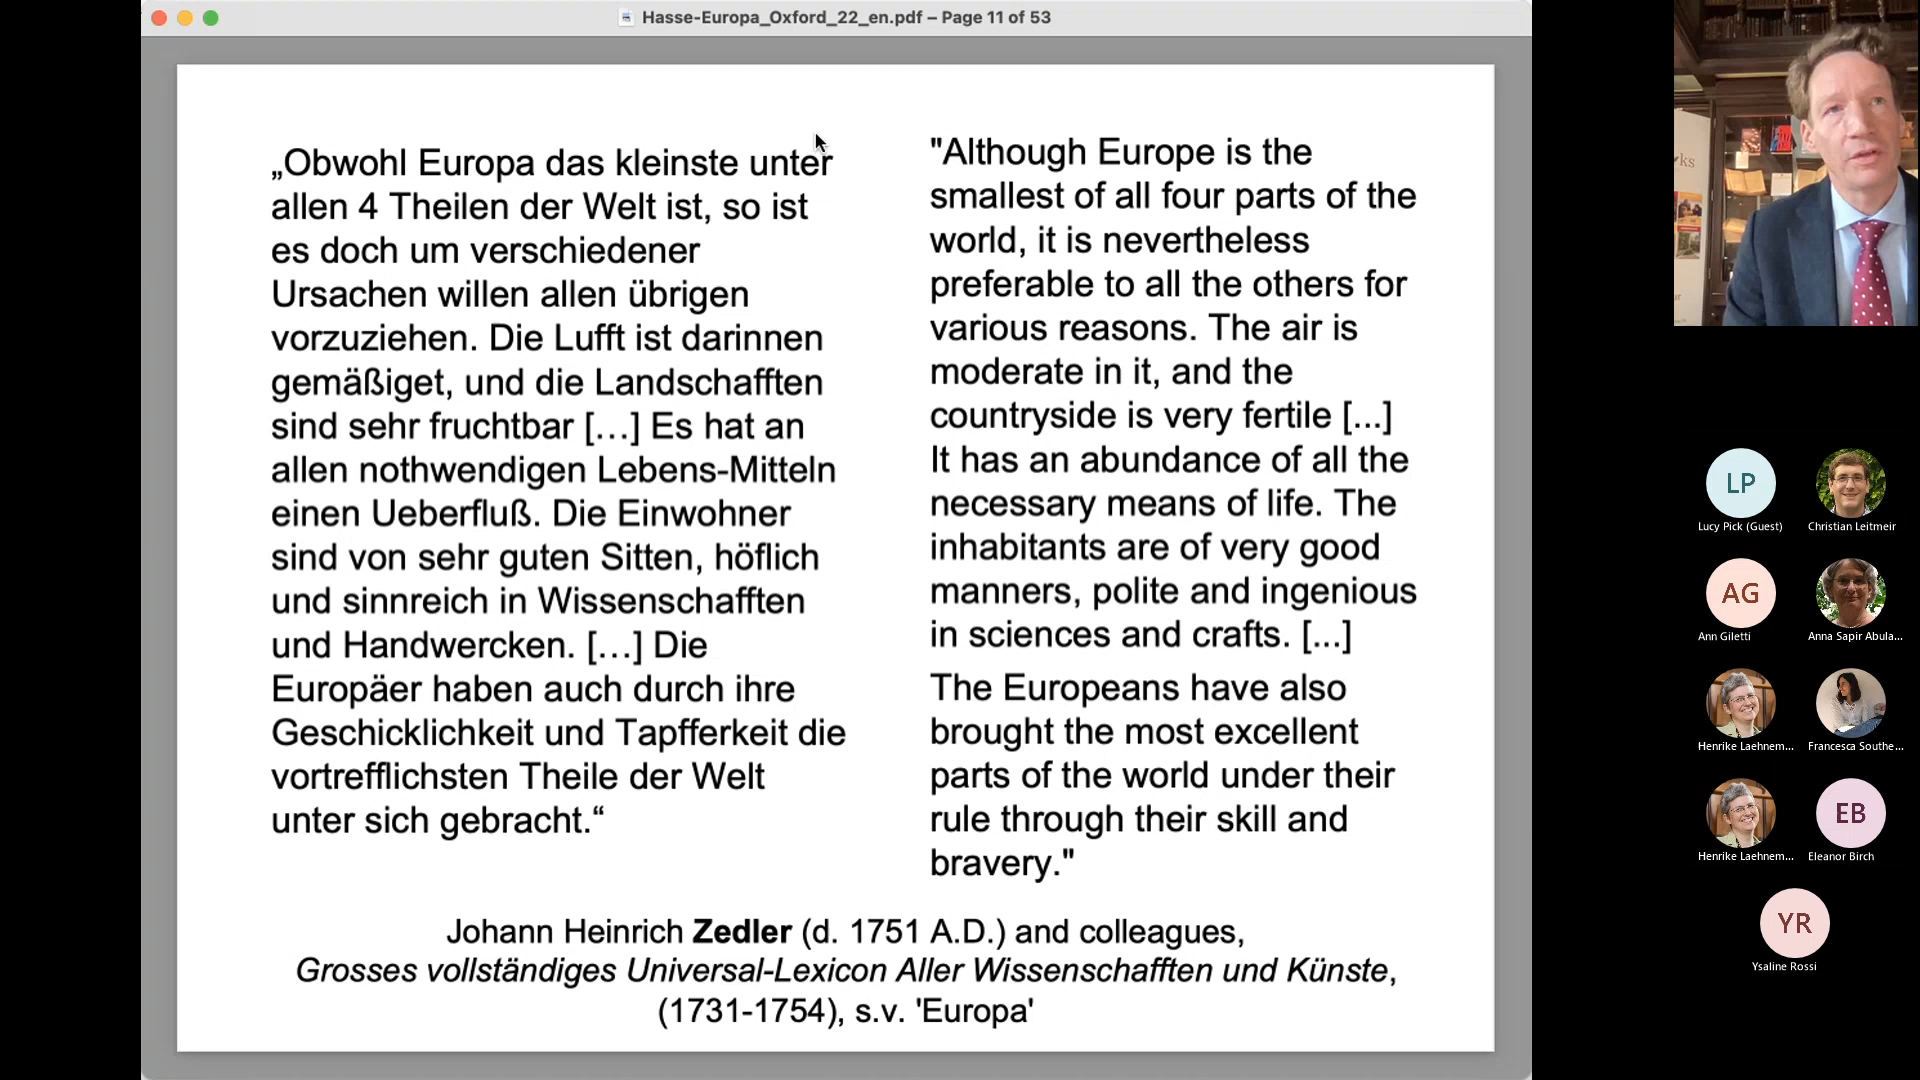 Hasse-Europa_Oxford_22_en.pdf – Page 11 of 53
„Obwohl Europa das kleinste unter
allen 4 Theilen der Welt ist, so ist
es doch um verschiedener
Ursachen willen allen übrigen
vorzuziehen. Die Lufft ist darinnen
gemäßiget, und die Landschafften
sind sehr fruchtbar […] Es hat an
allen nothwendigen Lebens-Mitteln
einen Ueberfluß. Die Einwohner
sind von sehr guten Sitten, höflich
und sinnreich in Wissenschafften
und Handwercken. […] Die
Europäer haben auch durch ihre
Geschicklichkeit und Tapfferkeit die
vortrefflichsten Theile der Welt
unter sich gebracht.“
"Although Europe is the
smallest of all four parts of the
world, it is nevertheless
preferable to all the others for
various reasons. The air is
moderate in it, and the
countryside is very fertile [...]
It has an abundance of all the
necessary means of life. The
inhabitants are of very good
manners, polite and ingenious
in sciences and crafts. [...]
The Europeans have also
brought the most excellent
parts of the world under their
rule through their skill and
bravery."
Johann Heinrich Zedler (d. 1751 A.D.) and colleagues,
Grosses vollständiges Universal-Lexicon Aller Wissenschafften und Künste,
(1731-1754), s.v. 'Europa'
LP
Lucy Pick (Guest)
Christian Leitmeir
AG
Ann Giletti
Anna Sapir Abula...
Henrike Laehnem...
Francesca Southe...
Henrike Laehnem...
EB
Eleanor Birch
YR
Ysaline Rossi